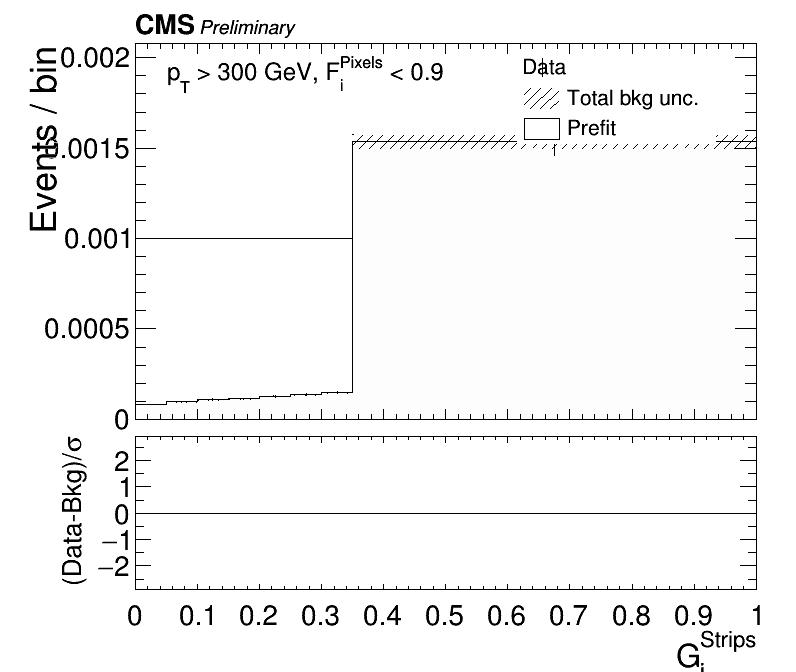 CMS Preliminary
p_T > 300 GeV, F_i^Pixels < 0.9
Data
Total bkg unc.
Prefit
Events / bin
0.002
0.0015
0.001
0.0005
0
(Data-Bkg)/σ
2
1
0
−1
−2
0 0.1 0.2 0.3 0.4 0.5 0.6 0.7 0.8 0.9 1
G_i^Strips